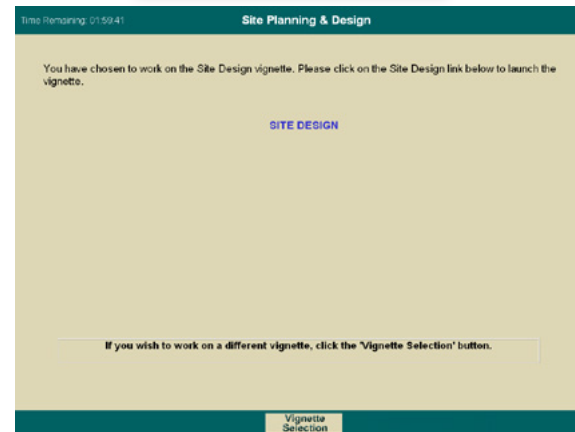 Time Remaining: 01:59:41
Site Planning & Design
You have chosen to work on the Site Design vignette. Please click on the Site Design link below to launch the
vignette.
SITE DESIGN
If you wish to work on a different vignette, click the 'Vignette Selection' button.
Vignette
Selection